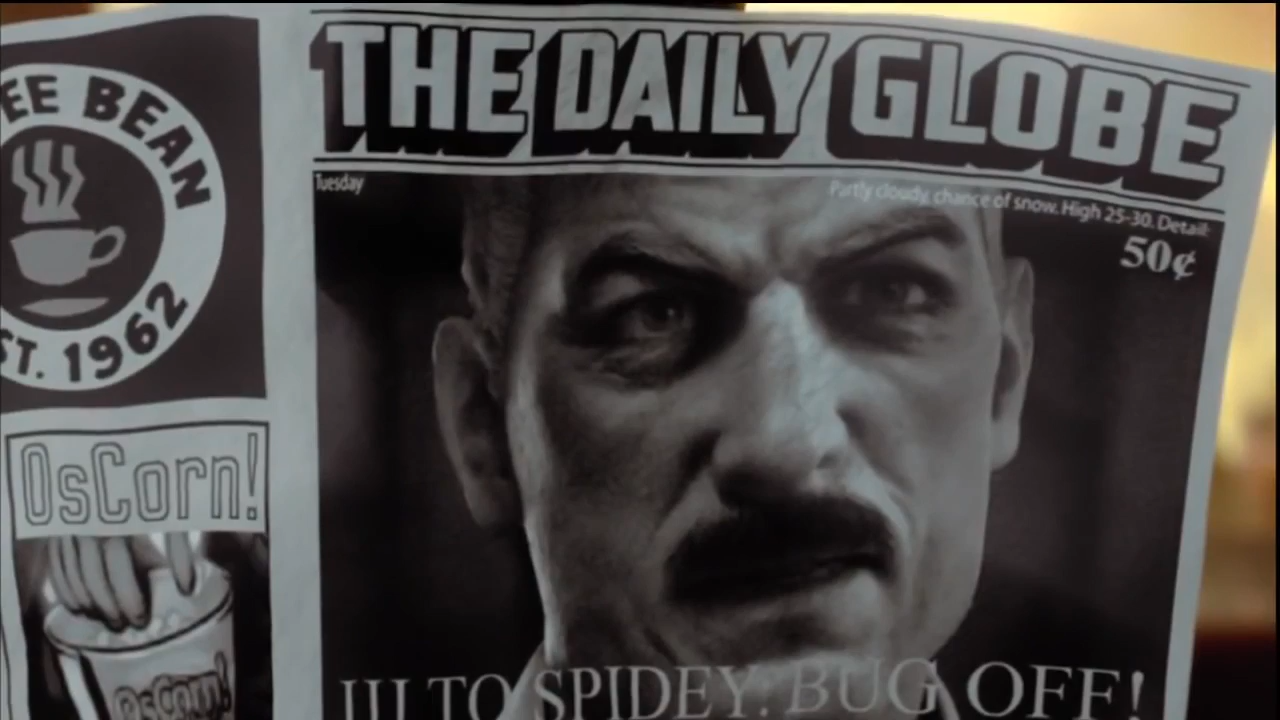 EE BEAN
ST. 1962
OsCorn!
OsCorn!
THE DAILY GLOBE
Tuesday
Partly cloudy, chance of snow. High 25-30. Detail
50¢
TO SPIDEY: BUG OFF!